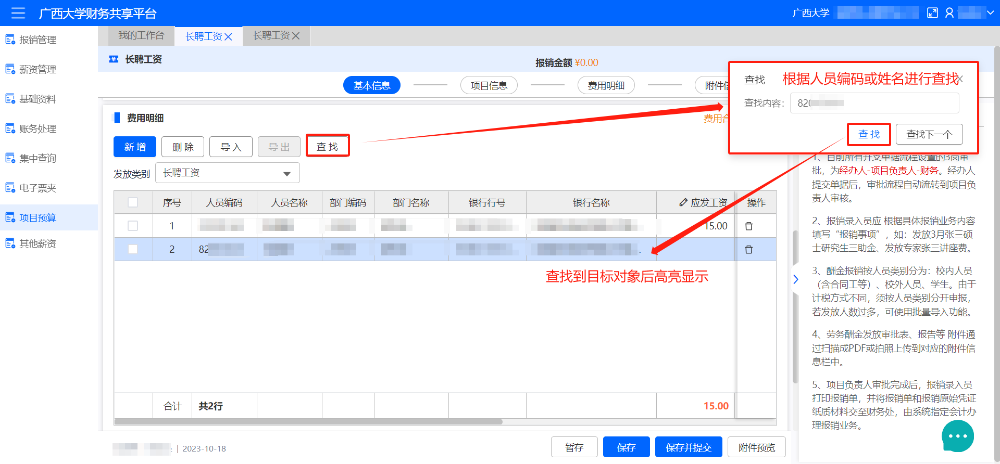 广西大学财务共享平台
广西大学
报销管理
薪资管理
基础资料
账务处理
集中查询
电子票夹
项目预算
其他薪资
我的工作台
长聘工资
长聘工资
长聘工资
报销金额 ¥0.00
基本信息
项目信息
费用明细
附件信
查找
根据人员编码或姓名进行查找
查找内容：
820
查 找
查找下一个
费用明细
费用合
新 增
删 除
导 入
导 出
查 找
发放类别
长聘工资
序号 人员编码 人员名称 部门编码 部门名称 银行行号 银行名称 应发工资 操作
1 15.00
2 82
查找到目标对象后高亮显示
合计 共2行 15.00
1、目前所有开支单据流程设置的3岗审
批，为经办人-项目负责人-财务。经办人
提交单据后，审批流程自动流转到项目负
责人审核。
2、报销录入员应 根据具体报销业务内容
填写“报销事项”，如：发放3月张三硕
士研究生三助金、发放专家张三讲座费。
3、酬金报销按人员类别分为：校内人员
（含合同工等）、校外人员、学生。由于
计税方式不同，须按人员类别分开申报，
若发放人数过多，可使用批量导入功能。
4、劳务酬金发放审批表、报告等 附件通
过扫描成PDF或拍照上传到对应的附件信
息栏中。
5、项目负责人审批完成后，报销录入员
打印报销单，并将报销单和报销原始凭证
纸质材料交至财务处，由系统指定会计办
理报销业务。
| 2023-10-18
暂存
保存
保存并提交
附件预览